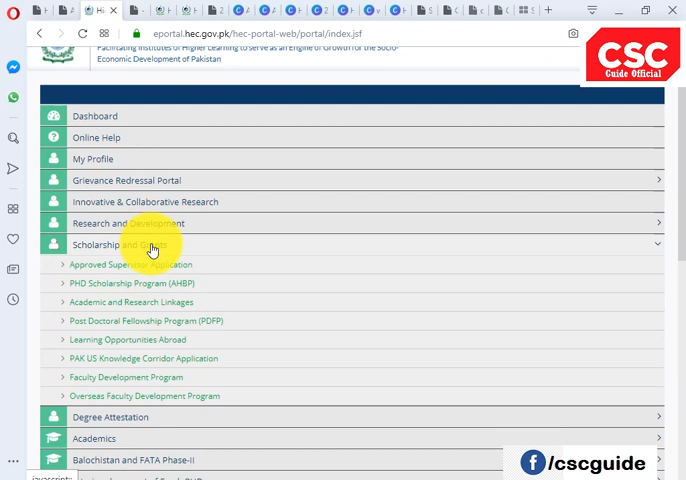 eportal.hec.gov.pk/hec-portal-web/portal/index.jsf
Facilitating Institutes of Higher Learning to serve as an Engine of Growth for the Socio-
Economic Development of Pakistan
CSC
Guide Official
Dashboard
Online Help
My Profile
Grievance Redressal Portal
Innovative & Collaborative Research
Research and Development
Scholarship and Grants
Approved Supervisor Application
PHD Scholarship Program (AHBP)
Academic and Research Linkages
Post Doctoral Fellowship Program (PDFP)
Learning Opportunities Abroad
PAK US Knowledge Corridor Application
Faculty Development Program
Overseas Faculty Development Program
Degree Attestation
Academics
Balochistan and FATA Phase-II
/cscguide